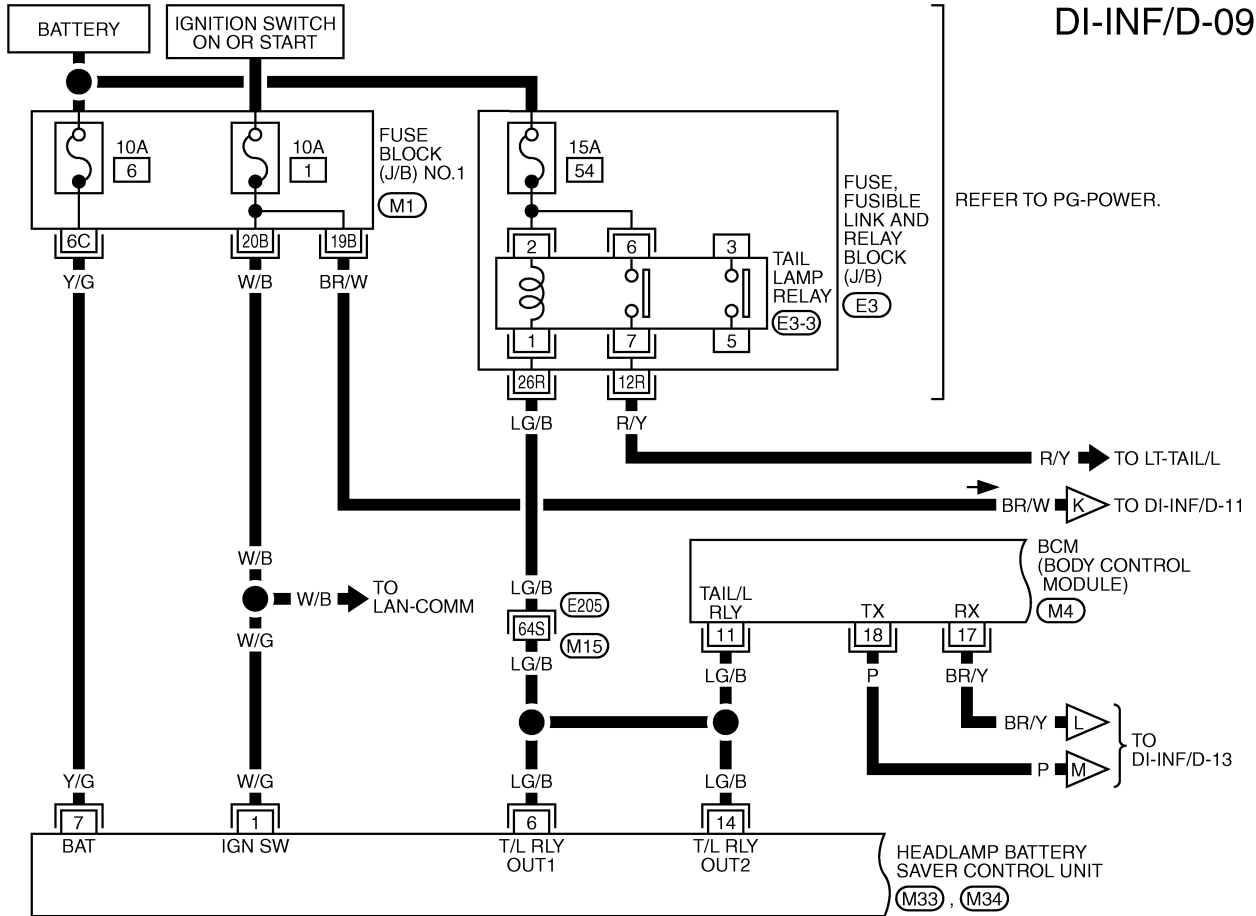 DI-INF/D-09
BATTERY
IGNITION SWITCH
ON OR START
10A
6
10A
1
FUSE
BLOCK
(J/B) NO.1
M1
15A
54
FUSE,
FUSIBLE
LINK AND
RELAY
BLOCK
(J/B)
E3
REFER TO PG-POWER.
6C
20B
19B
2
6
3
TAIL
LAMP
RELAY
E3-3
Y/G
W/B
BR/W
1
7
5
26R
12R
LG/B
R/Y
R/Y
TO LT-TAIL/L
BR/W
K
TO DI-INF/D-11
W/B
W/B
TO
LAN-COMM
W/G
LG/B
E205
64S
M15
LG/B
BCM
(BODY CONTROL
MODULE)
M4
TAIL/L
RLY
TX
RX
11
18
17
LG/B
P
BR/Y
BR/Y
L
P
M
TO
DI-INF/D-13
Y/G
W/G
LG/B
LG/B
7
1
6
14
BAT
IGN SW
T/L RLY
OUT1
T/L RLY
OUT2
HEADLAMP BATTERY
SAVER CONTROL UNIT
M33 , M34